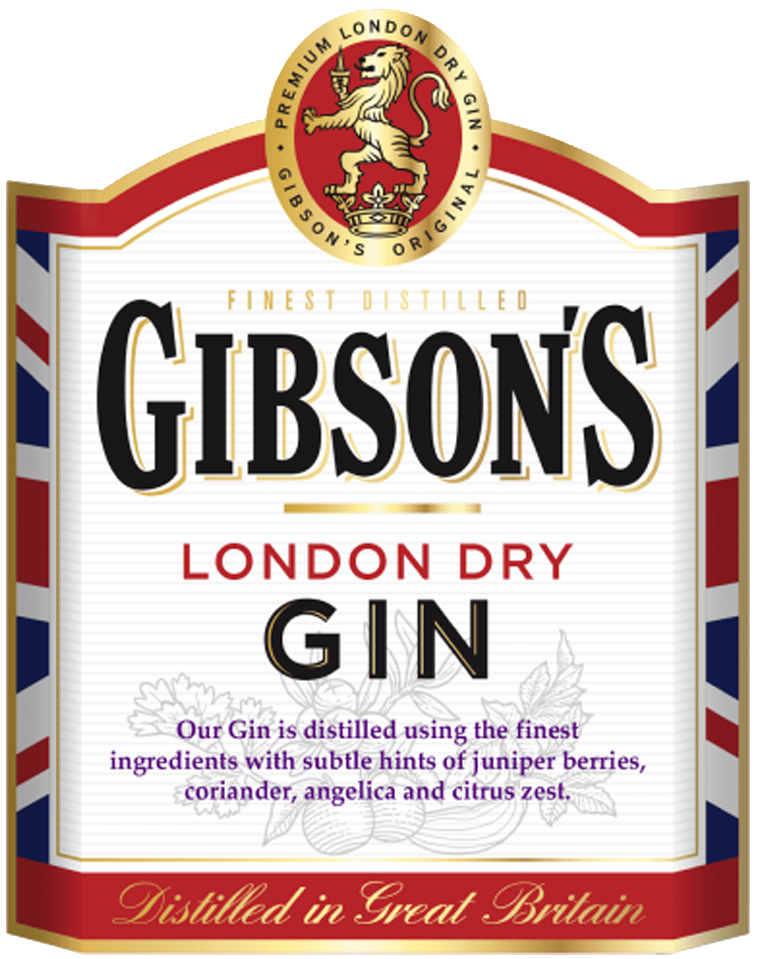 PREMIUM LONDON DRY GIN
GIBSON'S ORIGINAL
FINEST DISTILLED
GIBSON'S
LONDON DRY
GIN
Our Gin is distilled using the finest
ingredients with subtle hints of juniper berries,
coriander, angelica and citrus zest.
Distilled in Great Britain